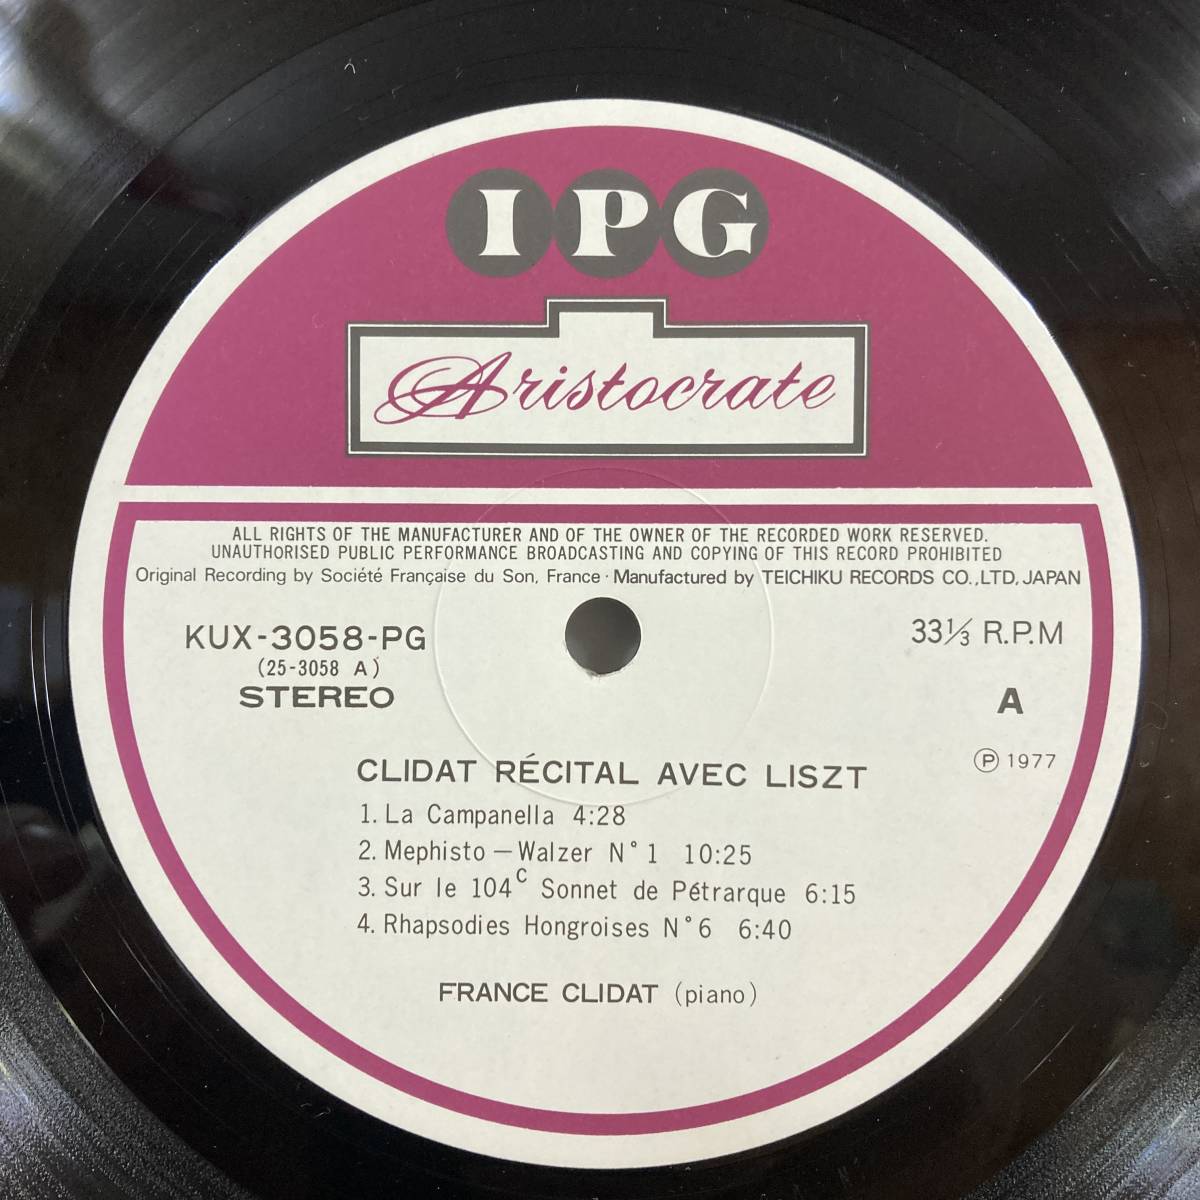 IPG
Aristocrate
ALL RIGHTS OF THE MANUFACTURER AND OF THE OWNER OF THE RECORDED WORK RESERVED.
UNAUTHORISED PUBLIC PERFORMANCE BROADCASTING AND COPYING OF THIS RECORD PROHIBITED
Original Recording by Société Française du Son, France · Manufactured by TEICHIKU RECORDS CO.,LTD, JAPAN
KUX-3058-PG
33⅓ R.P.M
(25-3058 A)
STEREO
A
℗ 1977
CLIDAT RÉCITAL AVEC LISZT
1. La Campanella 4:28
2. Mephisto—Walzer N°1 10:25
3. Sur le 104ᶜ Sonnet de Pétrarque 6:15
4. Rhapsodies Hongroises N°6 6:40
FRANCE CLIDAT (piano)